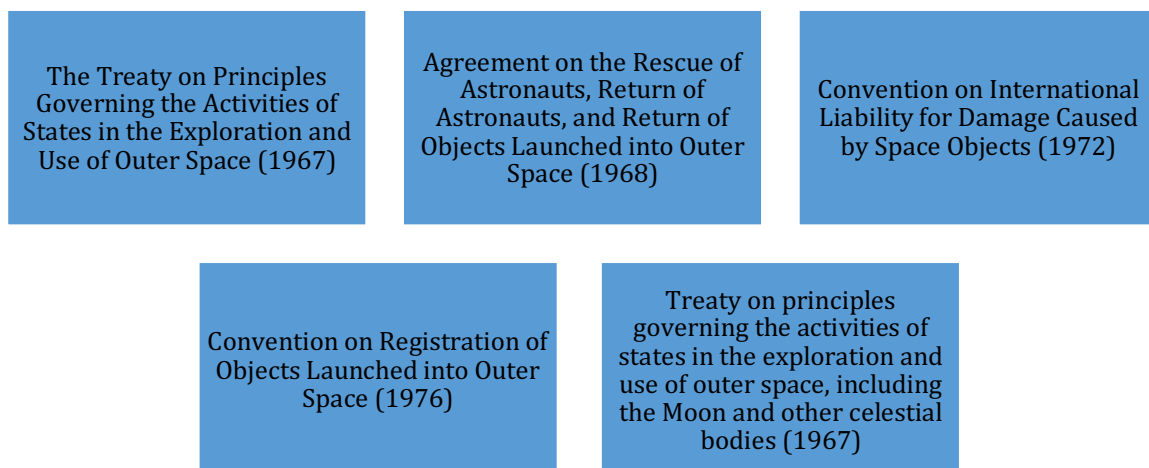 The Treaty on Principles
Governing the Activities of
States in the Exploration and
Use of Outer Space (1967)
Agreement on the Rescue of
Astronauts, Return of
Astronauts, and Return of
Objects Launched into Outer
Space (1968)
Convention on International
Liability for Damage Caused
by Space Objects (1972)
Convention on Registration of
Objects Launched into Outer
Space (1976)
Treaty on principles
governing the activities of
states in the exploration and
use of outer space, including
the Moon and other celestial
bodies (1967)